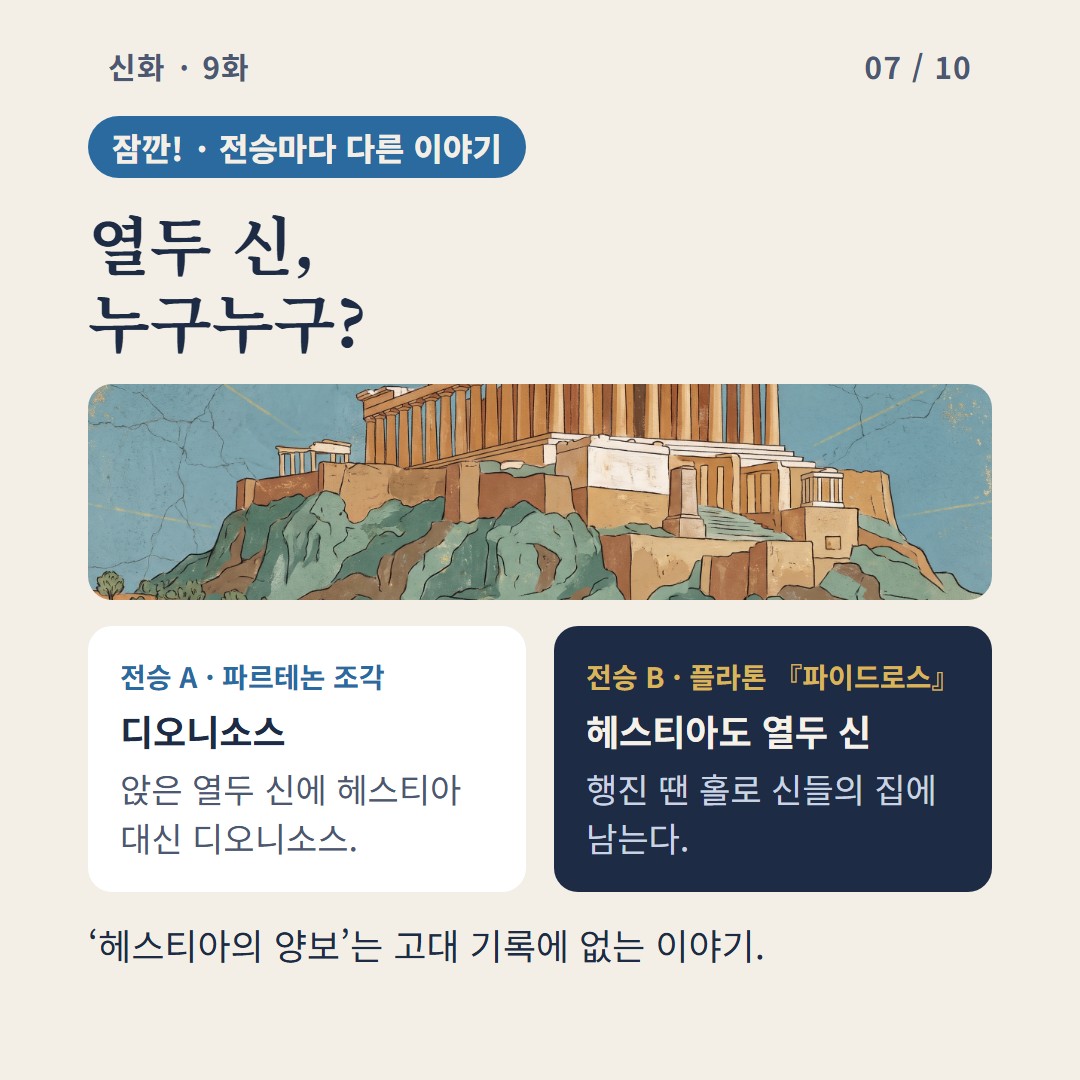 신화 · 9화
07 / 10
잠깐! · 전승마다 다른 이야기
열두 신,
누구누구?
전승 A · 파르테논 조각
디오니소스
앉은 열두 신에 헤스티아
대신 디오니소스.
전승 B · 플라톤 『파이드로스』
헤스티아도 열두 신
행진 땐 홀로 신들의 집에
남는다.
‘헤스티아의 양보’는 고대 기록에 없는 이야기.